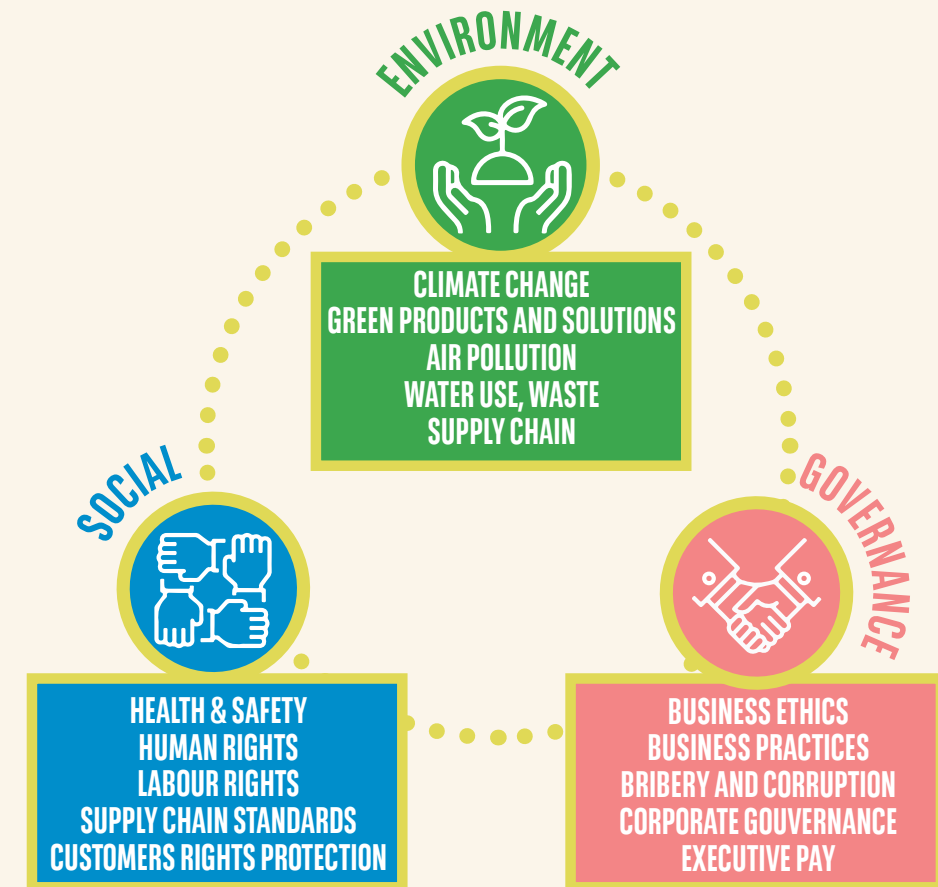 ENVIRONMENT
CLIMATE CHANGE
GREEN PRODUCTS AND SOLUTIONS
AIR POLLUTION
WATER USE, WASTE
SUPPLY CHAIN
SOCIAL
HEALTH & SAFETY
HUMAN RIGHTS
LABOUR RIGHTS
SUPPLY CHAIN STANDARDS
CUSTOMERS RIGHTS PROTECTION
GOVERNANCE
BUSINESS ETHICS
BUSINESS PRACTICES
BRIBERY AND CORRUPTION
CORPORATE GOUVERNANCE
EXECUTIVE PAY